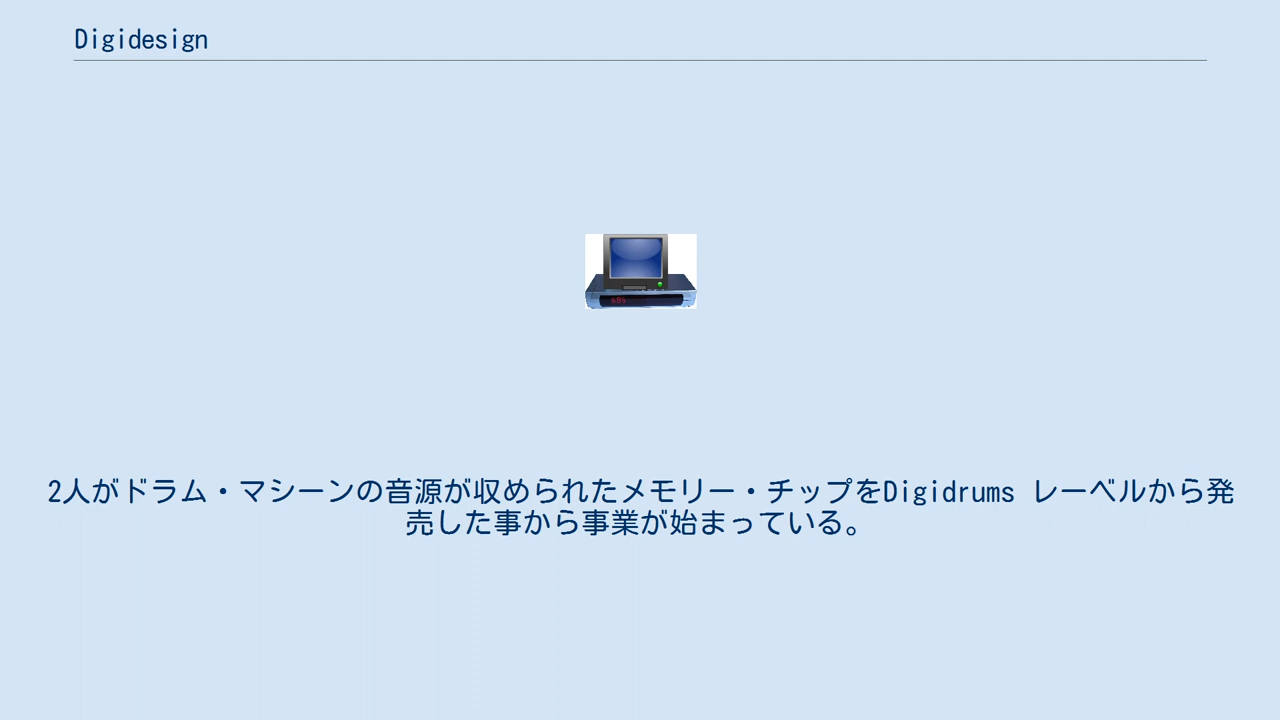 Digidesign
2人がドラム・マシーンの音源が収められたメモリー・チップをDigidrums レーベルから発
売した事から事業が始まっている。